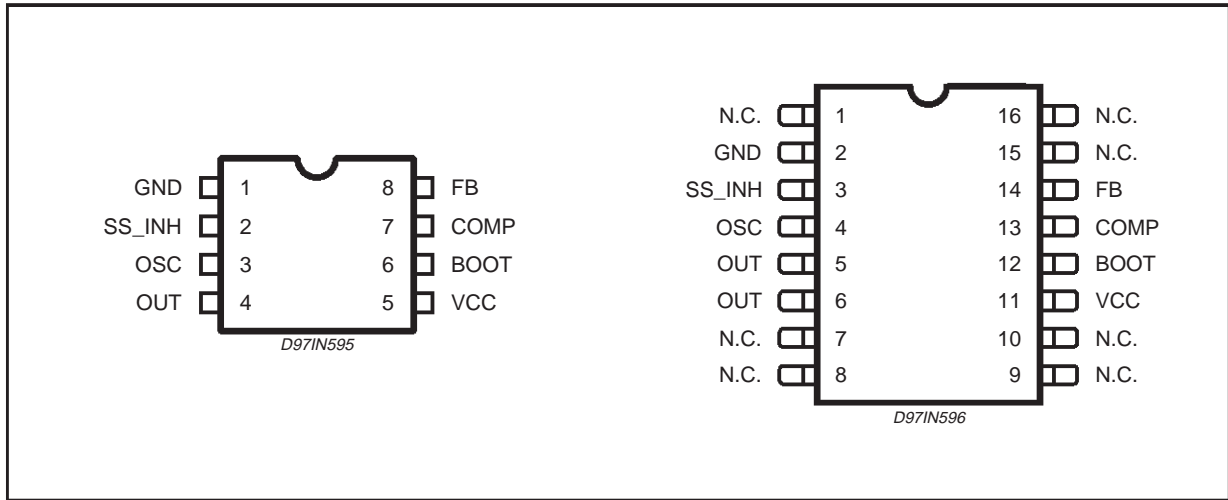 GND 1 8 FB
SS_INH 2 7 COMP
OSC 3 6 BOOT
OUT 4 5 VCC
D97IN595
N.C. 1 16 N.C.
GND 2 15 N.C.
SS_INH 3 14 FB
OSC 4 13 COMP
OUT 5 12 BOOT
OUT 6 11 VCC
N.C. 7 10 N.C.
N.C. 8 9 N.C.
D97IN596